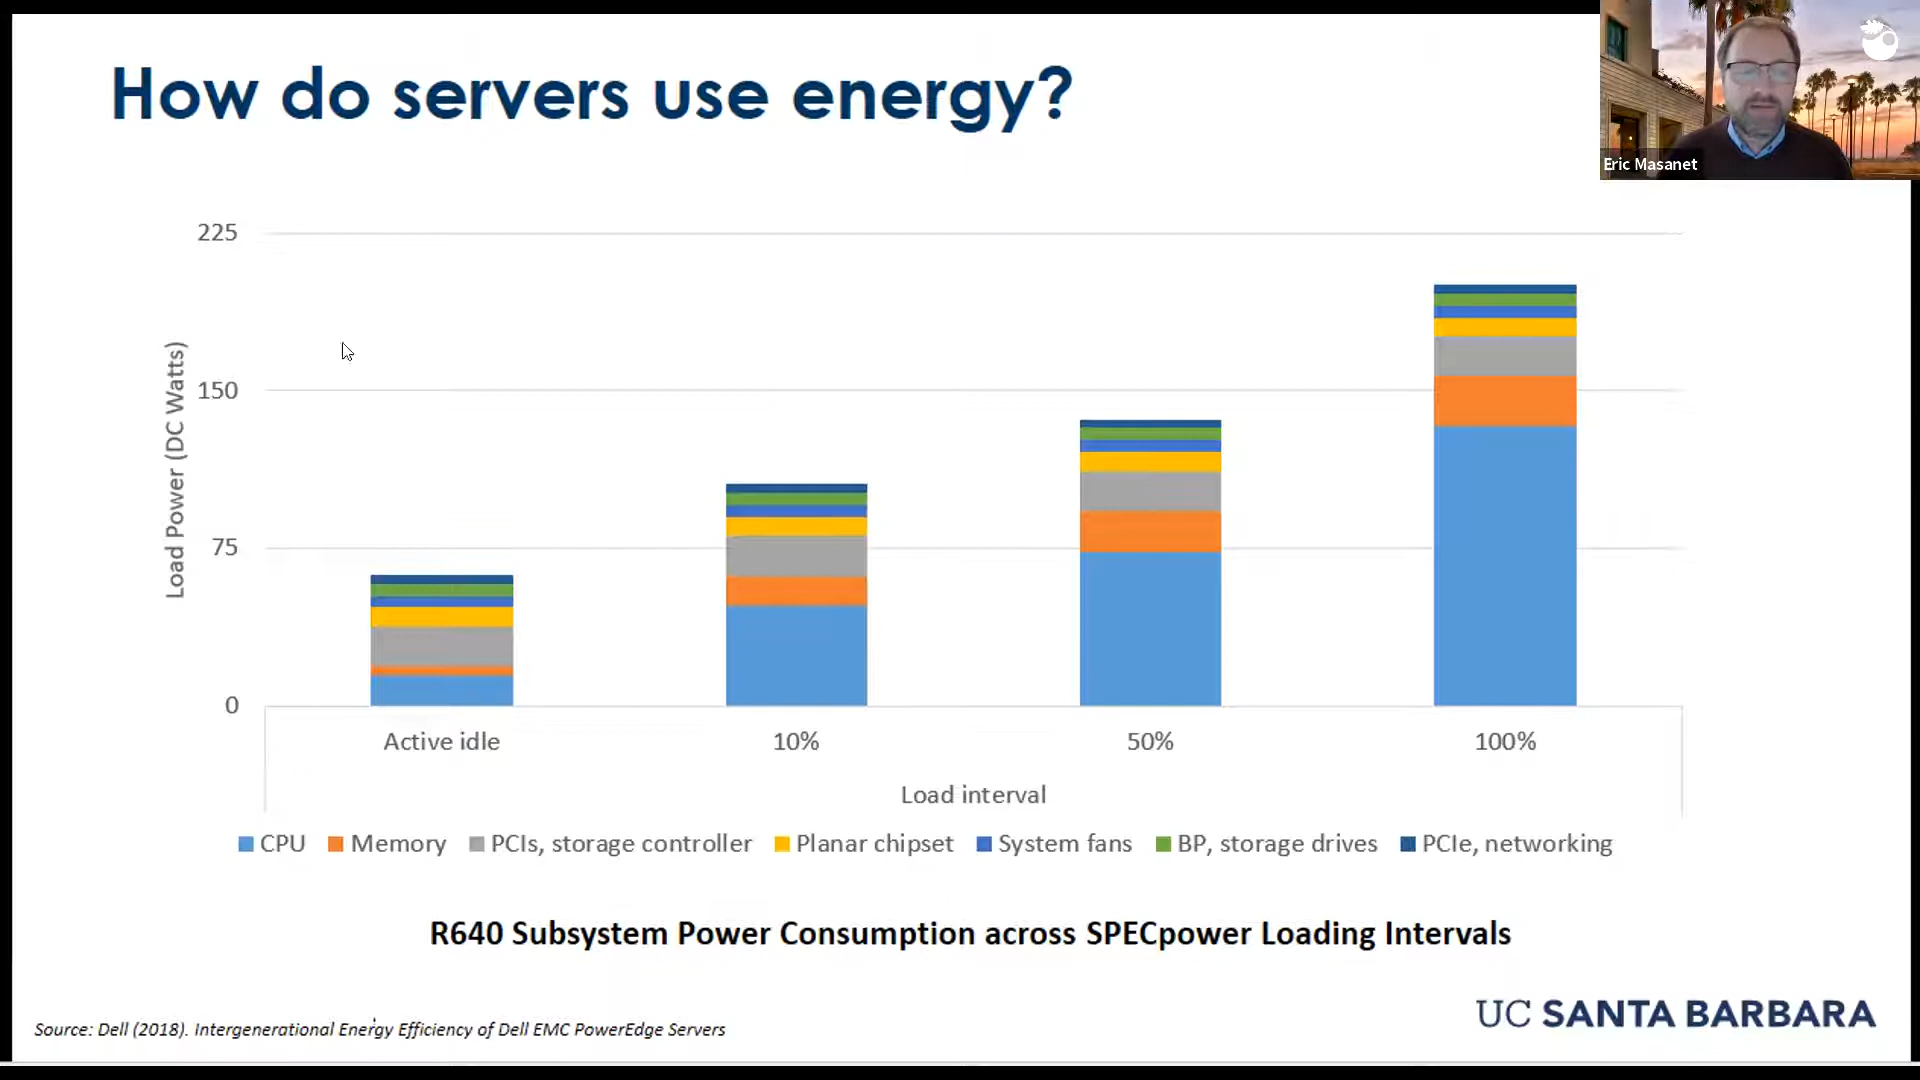 How do servers use energy?
Eric Masanet
225
150
75
0
Load Power (DC Watts)
Active idle 10% 50% 100%
Load interval
CPU Memory PCIs, storage controller Planar chipset System fans BP, storage drives PCIe, networking
R640 Subsystem Power Consumption across SPECpower Loading Intervals
Source: Dell (2018). Intergenerational Energy Efficiency of Dell EMC PowerEdge Servers
UC SANTA BARBARA